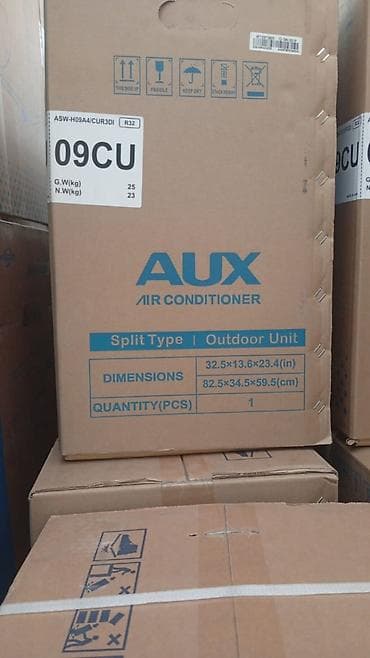 THIS SIDE UP
FRAGILE
KEEP DRY
ASW-H09A4/CUR3DI R32
09CU
G.W(kg) 25
N.W(kg) 23
9CU
AUX
AIR CONDITIONER
Split Type | Outdoor Unit
DIMENSIONS
32.5×13.6×23.4(in)
82.5×34.5×59.5(cm)
QUANTITY(PCS) 1